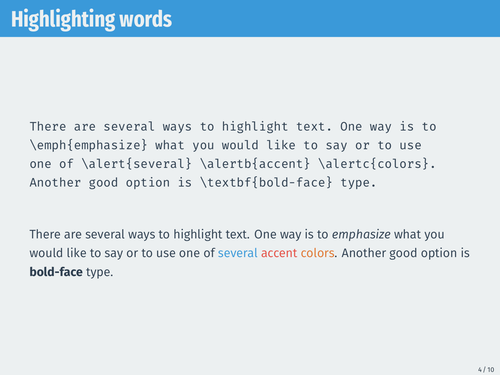 Highlighting words
There are several ways to highlight text. One way is to
\emph{emphasize} what you would like to say or to use
one of \alert{several} \alertb{accent} \alertc{colors}.
Another good option is \textbf{bold-face} type.
There are several ways to highlight text. One way is to emphasize what you
would like to say or to use one of several accent colors. Another good option is
bold-face type.
4 / 10